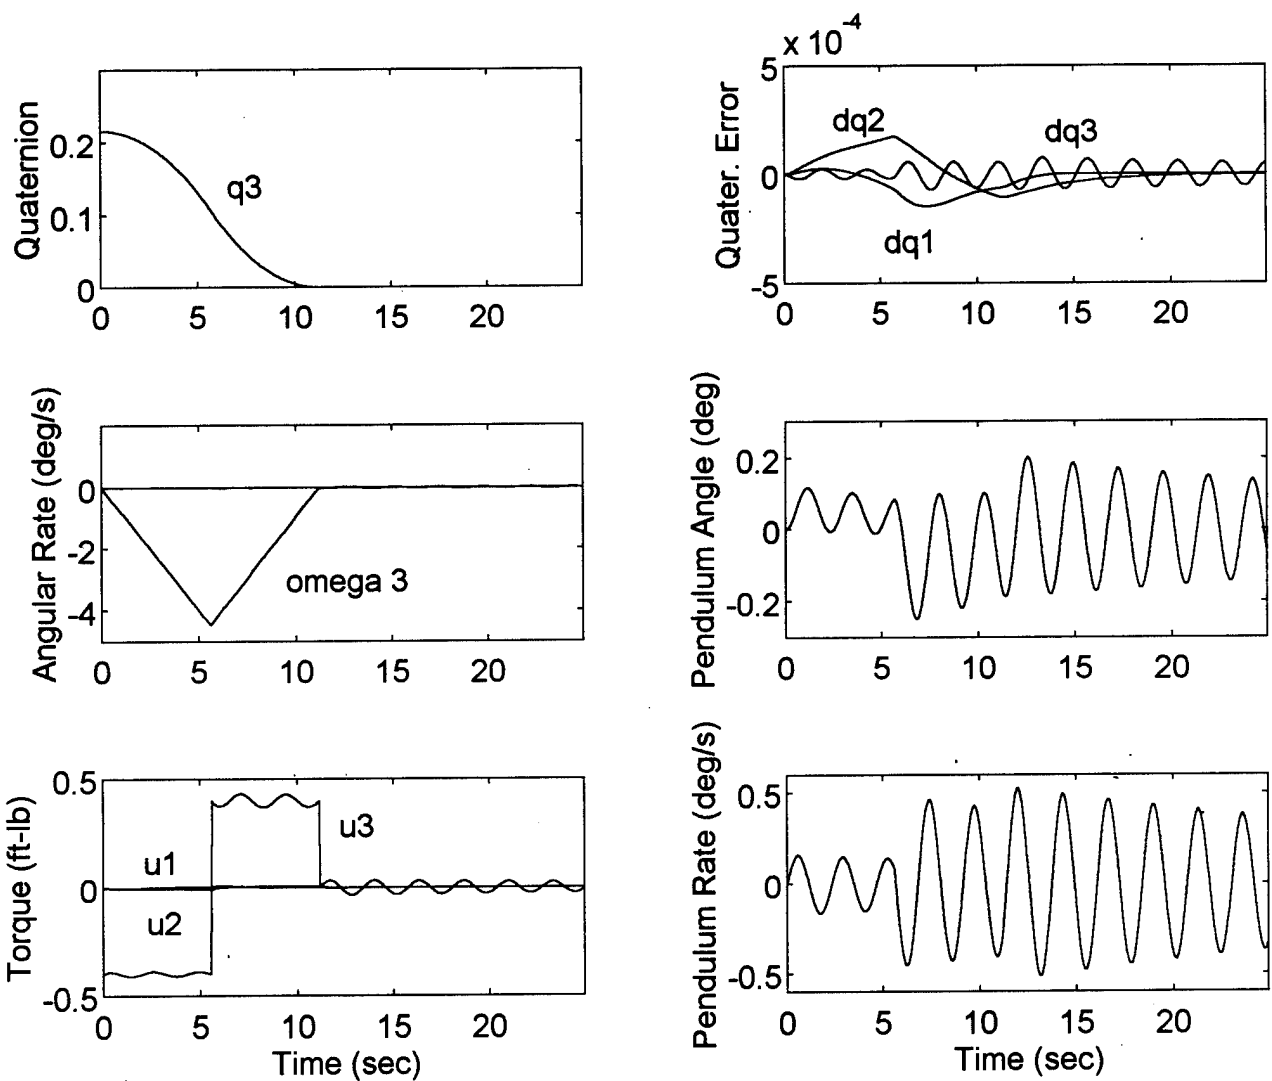 Quaternion
0.2
0.1
0
q3
0 5 10 15 20
x 10-4
Quater. Error
5
0
-5
dq2
dq3
dq1
0 5 10 15 20
Angular Rate (deg/s)
0
-2
-4
omega 3
0 5 10 15 20
Pendulum Angle (deg)
0.2
0
-0.2
0 5 10 15 20
Torque (ft-lb)
0.5
0
-0.5
u1
u2
u3
0 5 10 15 20
Time (sec)
Pendulum Rate (deg/s)
0.5
0
-0.5
0 5 10 15 20
Time (sec)